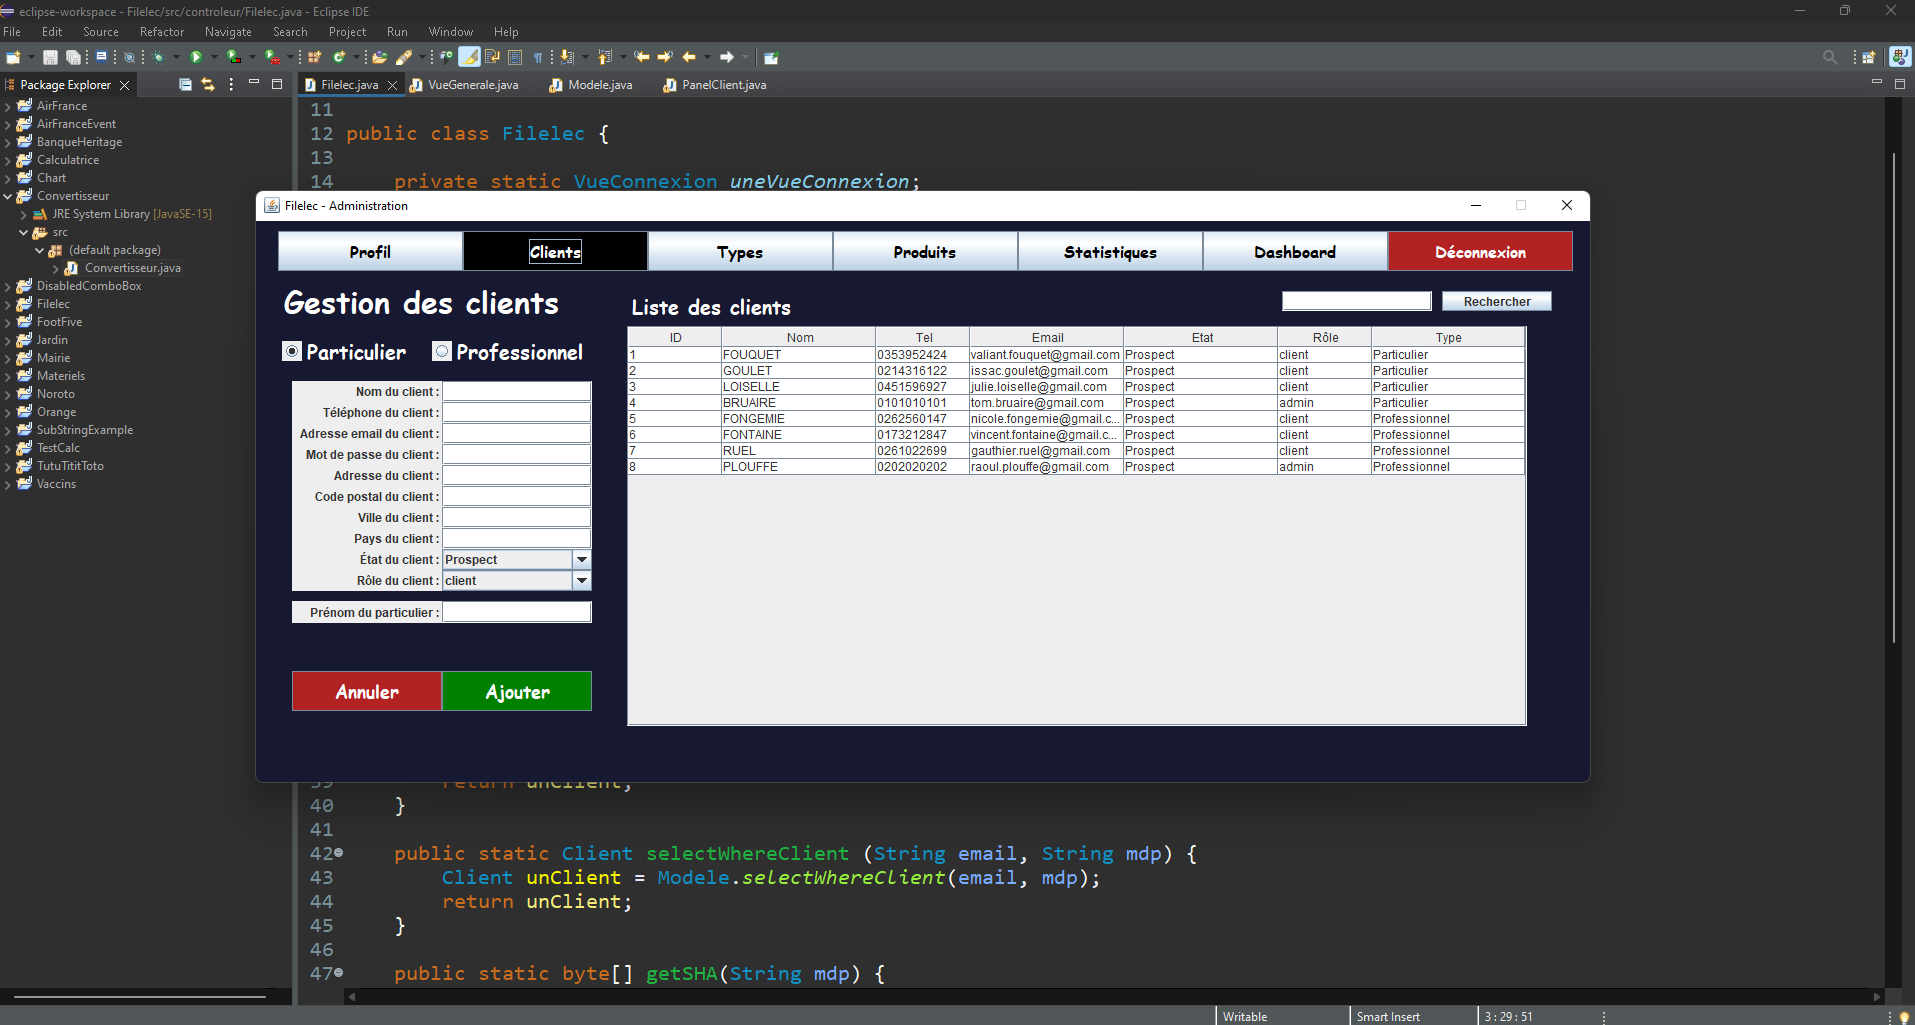 eclipse-workspace - Filelec/src/controleur/Filelec.java - Eclipse IDE
File Edit Source Refactor Navigate Search Project Run Window Help
Package Explorer
Filelec.java VueGenerale.java Modele.java PanelClient.java
AirFrance
AirFranceEvent
BanqueHeritage
Calculatrice
Chart
Convertisseur
JRE System Library [JavaSE-15]
src
(default package)
Convertisseur.java
DisabledComboBox
Filelec
FootFive
Jardin
Mairie
Materiels
Noroto
Orange
SubStringExample
TestCalc
TutuTititToto
Vaccins
11
12 public class Filelec {
13
14 private static VueConnexion uneVueConnexion;
Filelec - Administration
Profil Clients Types Produits Statistiques Dashboard Déconnexion
Gestion des clients
Particulier Professionnel
Nom du client :
Téléphone du client :
Adresse email du client :
Mot de passe du client :
Adresse du client :
Code postal du client :
Ville du client :
Pays du client :
État du client : Prospect
Rôle du client : client
Prénom du particulier :
Annuler Ajouter
Liste des clients
Rechercher
ID Nom Tel Email Etat Rôle Type
1 FOUQUET 0353952424 valiant.fouquet@gmail.com Prospect client Particulier
2 GOULET 0214316122 issac.goulet@gmail.com Prospect client Particulier
3 LOISELLE 0451596927 julie.loiselle@gmail.com Prospect client Particulier
4 BRUAIRE 0101010101 tom.bruaire@gmail.com Prospect admin Particulier
5 FONGEMIE 0262560147 nicole.fongemie@gmail.c... Prospect client Professionnel
6 FONTAINE 0173212847 vincent.fontaine@gmail.c... Prospect client Professionnel
7 RUEL 0261022699 gauthier.ruel@gmail.com Prospect client Professionnel
8 PLOUFFE 0202020202 raoul.plouffe@gmail.com Prospect admin Professionnel
39 return unClient;
40 }
41
42 public static Client selectWhereClient (String email, String mdp) {
43 Client unClient = Modele.selectWhereClient(email, mdp);
44 return unClient;
45 }
46
47 public static byte[] getSHA(String mdp) {
Writable Smart Insert 3 : 29 : 51